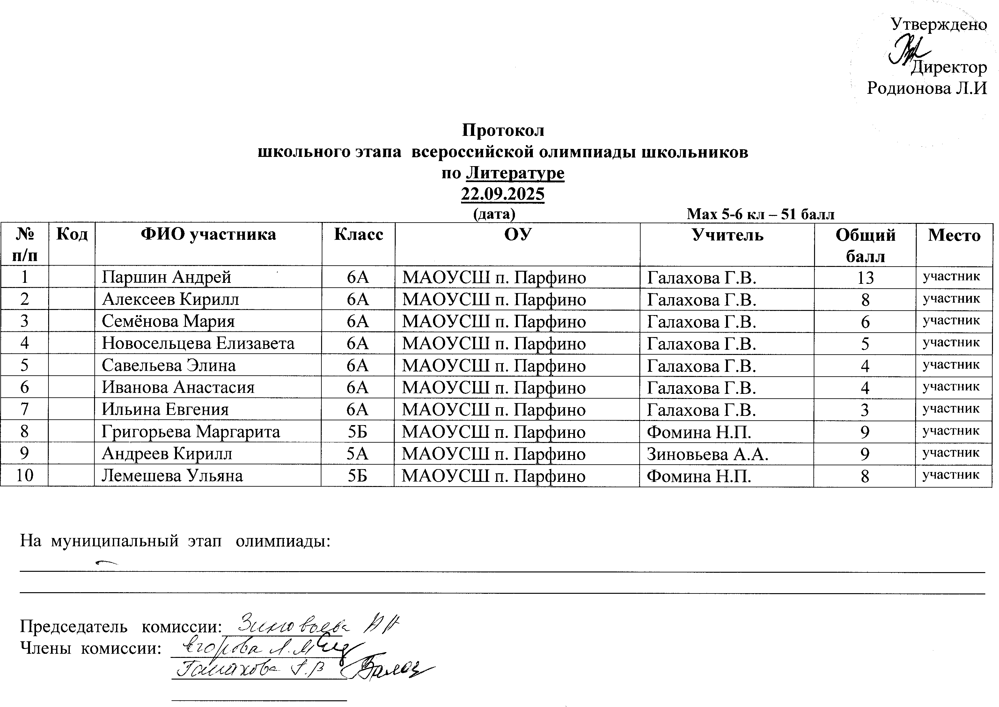 Утверждено
Директор
Родионова Л.И
Протокол
школьного этапа всероссийской олимпиады школьников
по Литературе
22.09.2025
(дата) Мах 5-6 кл – 51 балл
№ п/п Код ФИО участника Класс ОУ Учитель Общий балл Место
1 Паршин Андрей 6А МАОУСШ п. Парфино Галахова Г.В. 13 участник
2 Алексеев Кирилл 6А МАОУСШ п. Парфино Галахова Г.В. 8 участник
3 Семёнова Мария 6А МАОУСШ п. Парфино Галахова Г.В. 6 участник
4 Новосельцева Елизавета 6А МАОУСШ п. Парфино Галахова Г.В. 5 участник
5 Савельева Элина 6А МАОУСШ п. Парфино Галахова Г.В. 4 участник
6 Иванова Анастасия 6А МАОУСШ п. Парфино Галахова Г.В. 4 участник
7 Ильина Евгения 6А МАОУСШ п. Парфино Галахова Г.В. 3 участник
8 Григорьева Маргарита 5Б МАОУСШ п. Парфино Фомина Н.П. 9 участник
9 Андреев Кирилл 5А МАОУСШ п. Парфино Зиновьева А.А. 9 участник
10 Лемешева Ульяна 5Б МАОУСШ п. Парфино Фомина Н.П. 8 участник
На муниципальный этап олимпиады:
Председатель комиссии: Зиновьева АА
Члены комиссии: Егорова Л.М
Галахова Г.В